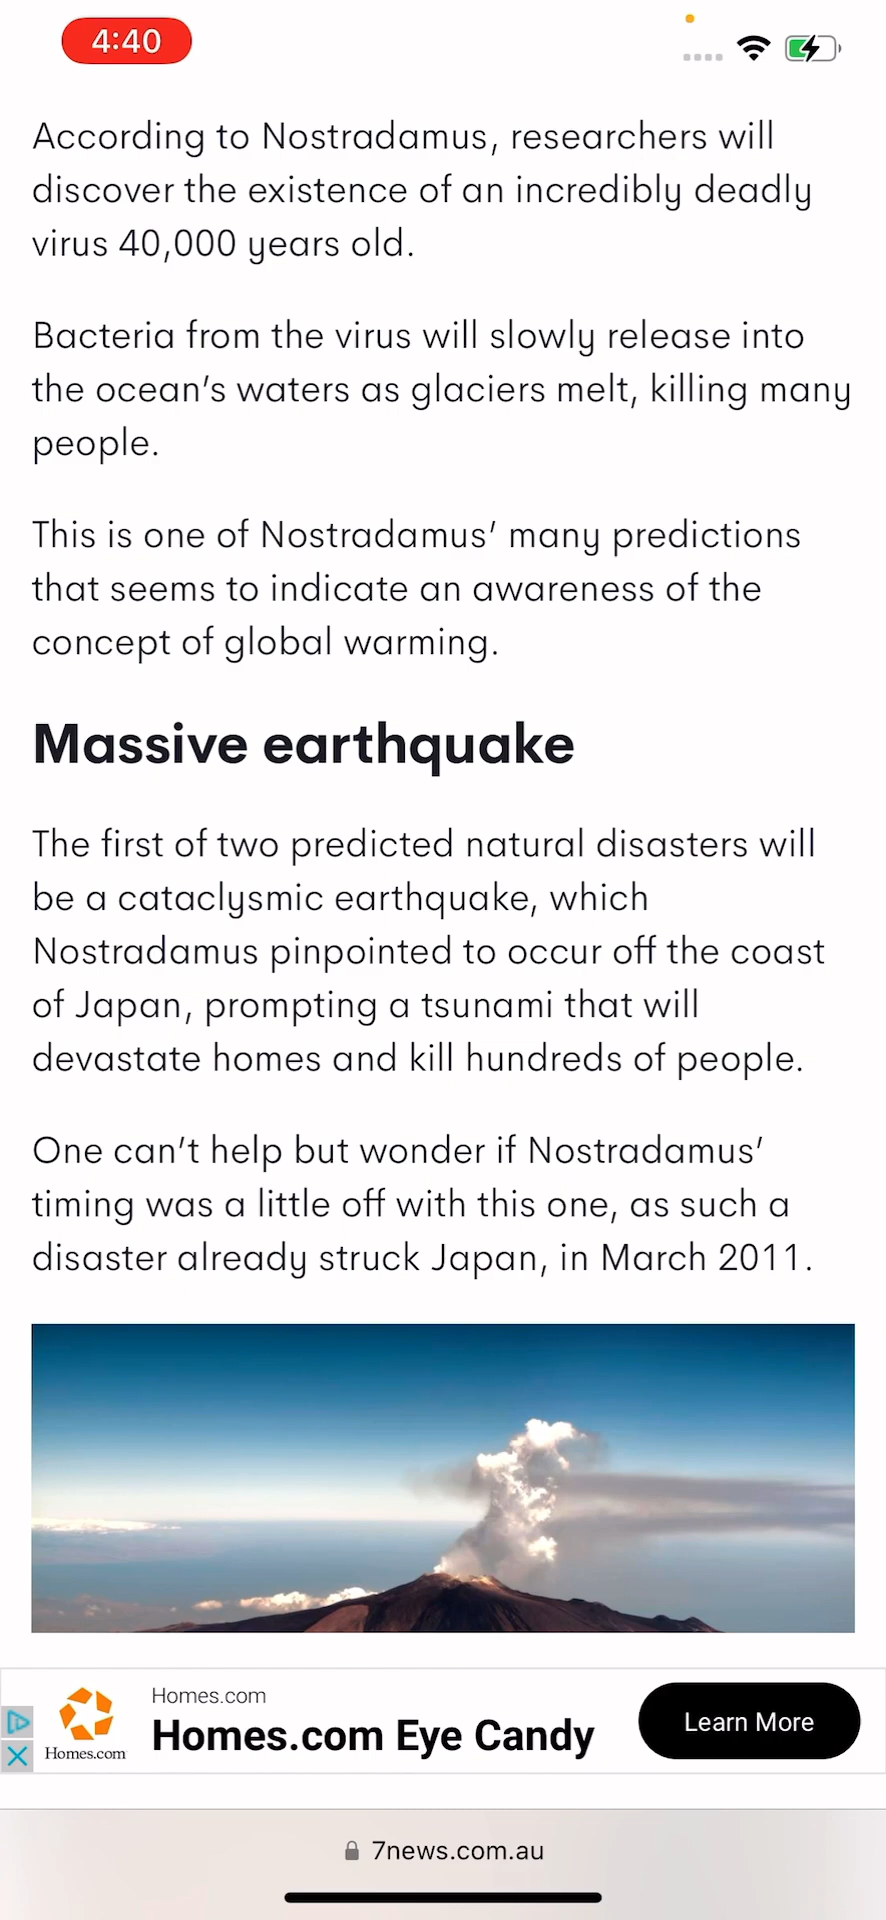 4:40
According to Nostradamus, researchers will
discover the existence of an incredibly deadly
virus 40,000 years old.
Bacteria from the virus will slowly release into
the ocean’s waters as glaciers melt, killing many
people.
This is one of Nostradamus’ many predictions
that seems to indicate an awareness of the
concept of global warming.
Massive earthquake
The first of two predicted natural disasters will
be a cataclysmic earthquake, which
Nostradamus pinpointed to occur off the coast
of Japan, prompting a tsunami that will
devastate homes and kill hundreds of people.
One can’t help but wonder if Nostradamus’
timing was a little off with this one, as such a
disaster already struck Japan, in March 2011.
Homes.com
Homes.com Eye Candy
Learn More
Homes.com
7news.com.au